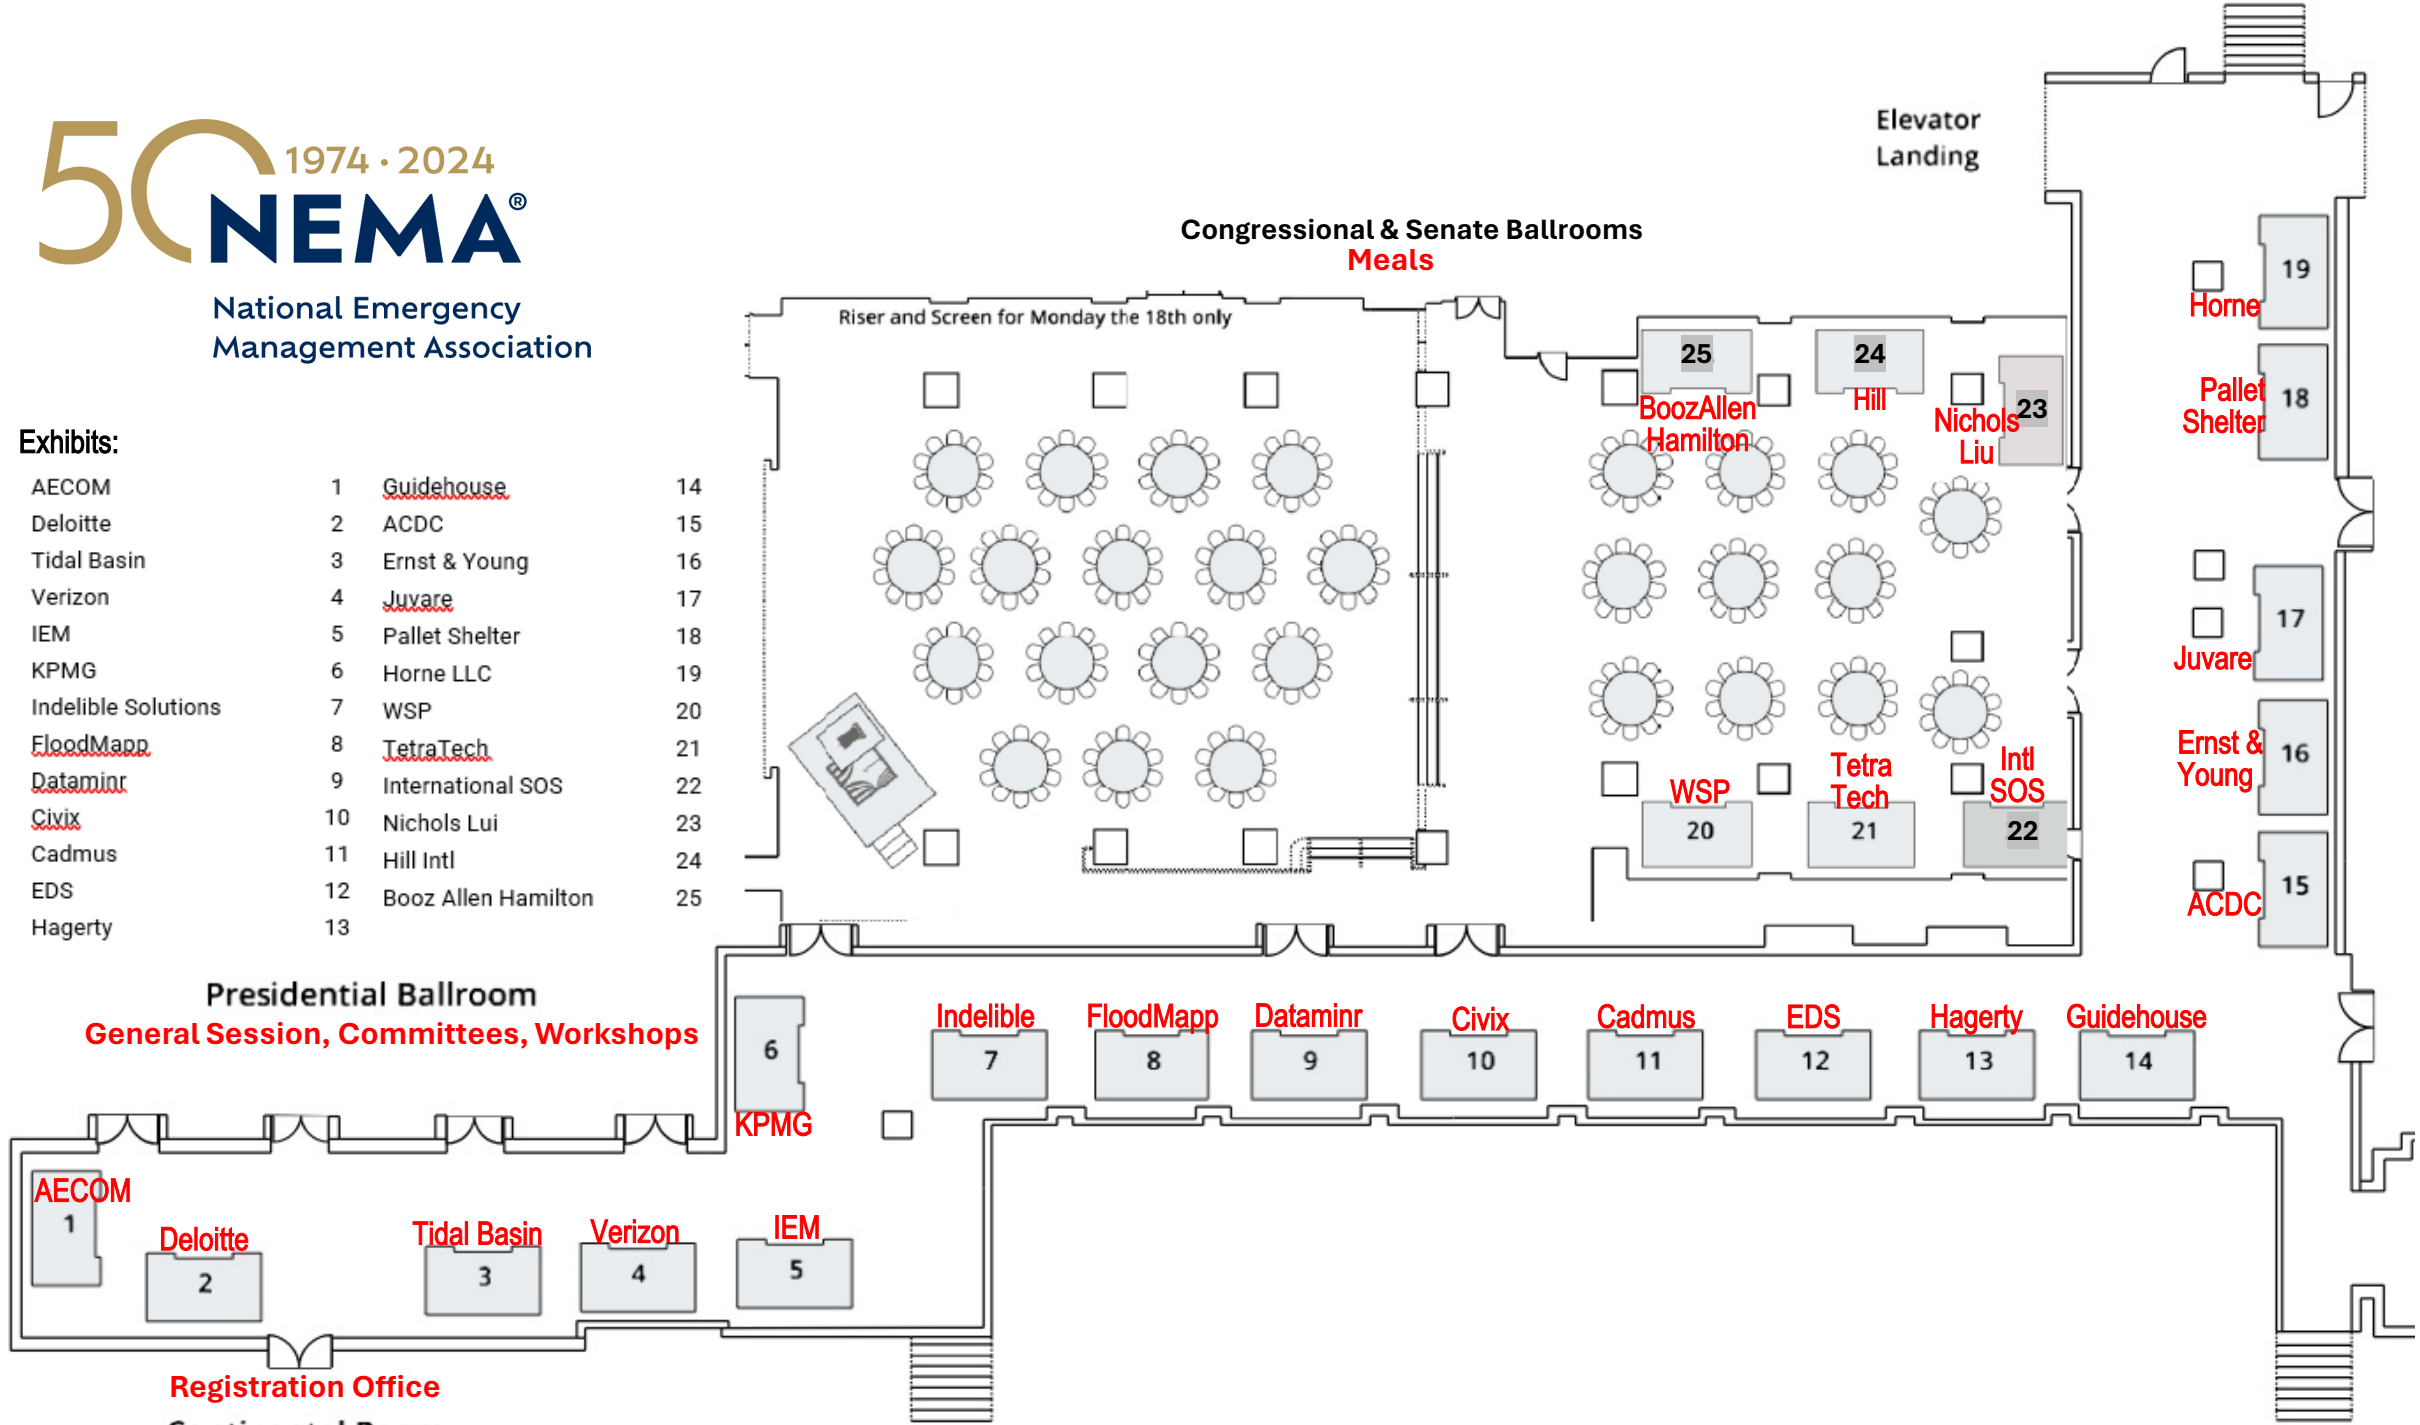 50
1974 · 2024
NEMA®
National Emergency
Management Association
Elevator
Landing
Congressional & Senate Ballrooms
Meals
Riser and Screen for Monday the 18th only
Exhibits:
AECOM 1
Deloitte 2
Tidal Basin 3
Verizon 4
IEM 5
KPMG 6
Indelible Solutions 7
FloodMapp 8
Dataminr 9
Civix 10
Cadmus 11
EDS 12
Hagerty 13
Guidehouse 14
ACDC 15
Ernst & Young 16
Juvare 17
Pallet Shelter 18
Horne LLC 19
WSP 20
TetraTech 21
International SOS 22
Nichols Lui 23
Hill Intl 24
Booz Allen Hamilton 25
25
BoozAllen
Hamilton
24
Hill
23
Nichols
Liu
19
Horne
18
Pallet
Shelter
17
Juvare
16
Ernst &
Young
15
ACDC
WSP
20
Tetra
Tech
21
Intl
SOS
22
Presidential Ballroom
General Session, Committees, Workshops
6
KPMG
Indelible
7
FloodMapp
8
Dataminr
9
Civix
10
Cadmus
11
EDS
12
Hagerty
13
Guidehouse
14
AECOM
1
Deloitte
2
Tidal Basin
3
Verizon
4
IEM
5
Registration Office